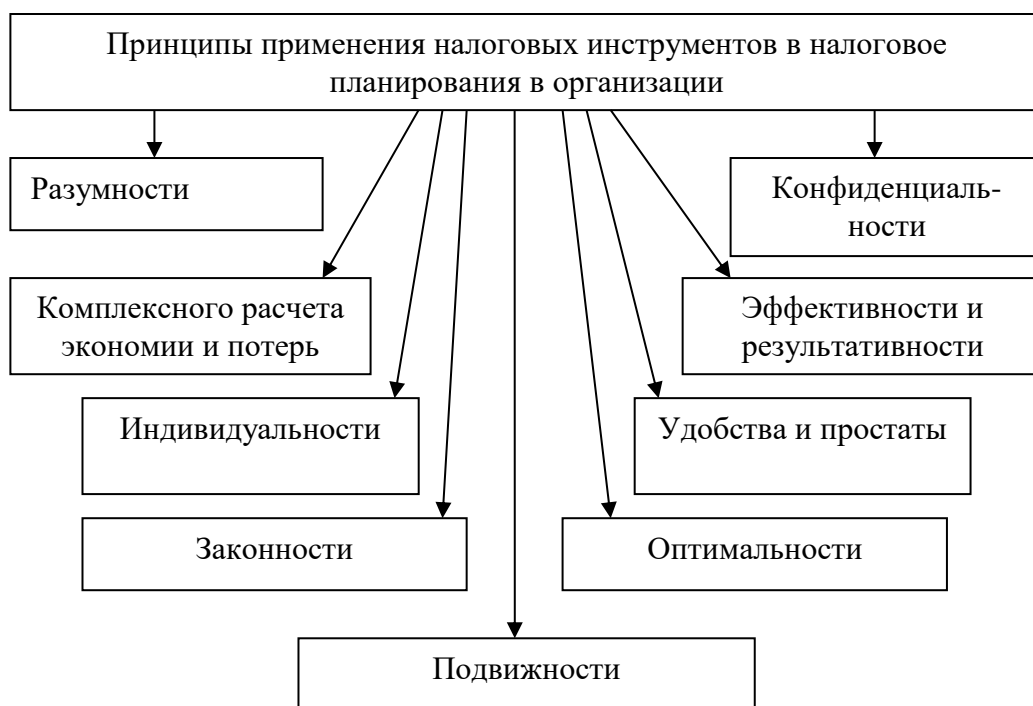 Принципы применения налоговых инструментов в налоговое
планирования в организации
Разумности
Конфиденциаль-
ности
Комплексного расчета
экономии и потерь
Эффективности и
результативности
Индивидуальности
Удобства и простаты
Законности
Оптимальности
Подвижности